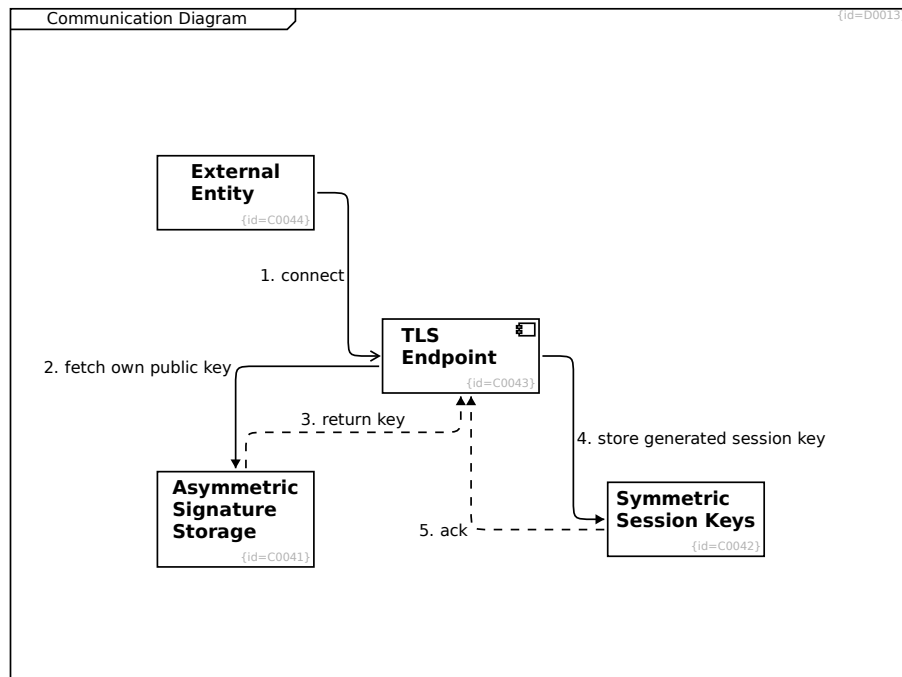 Communication Diagram
{id=D0013
External
Entity
{id=C0044}
1. connect
TLS
Endpoint
{id=C0043}
2. fetch own public key
3. return key
4. store generated session key
Asymmetric
Signature
Storage
{id=C0041}
Symmetric
Session Keys
{id=C0042}
5. ack